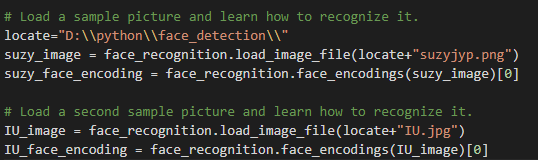 # Load a sample picture and learn how to recognize it.
locate="D:\\python\\face_detection\\"
suzy_image = face_recognition.load_image_file(locate+"suzyjyp.png")
suzy_face_encoding = face_recognition.face_encodings(suzy_image)[0]
# Load a second sample picture and learn how to recognize it.
IU_image = face_recognition.load_image_file(locate+"IU.jpg")
IU_face_encoding = face_recognition.face_encodings(IU_image)[0]